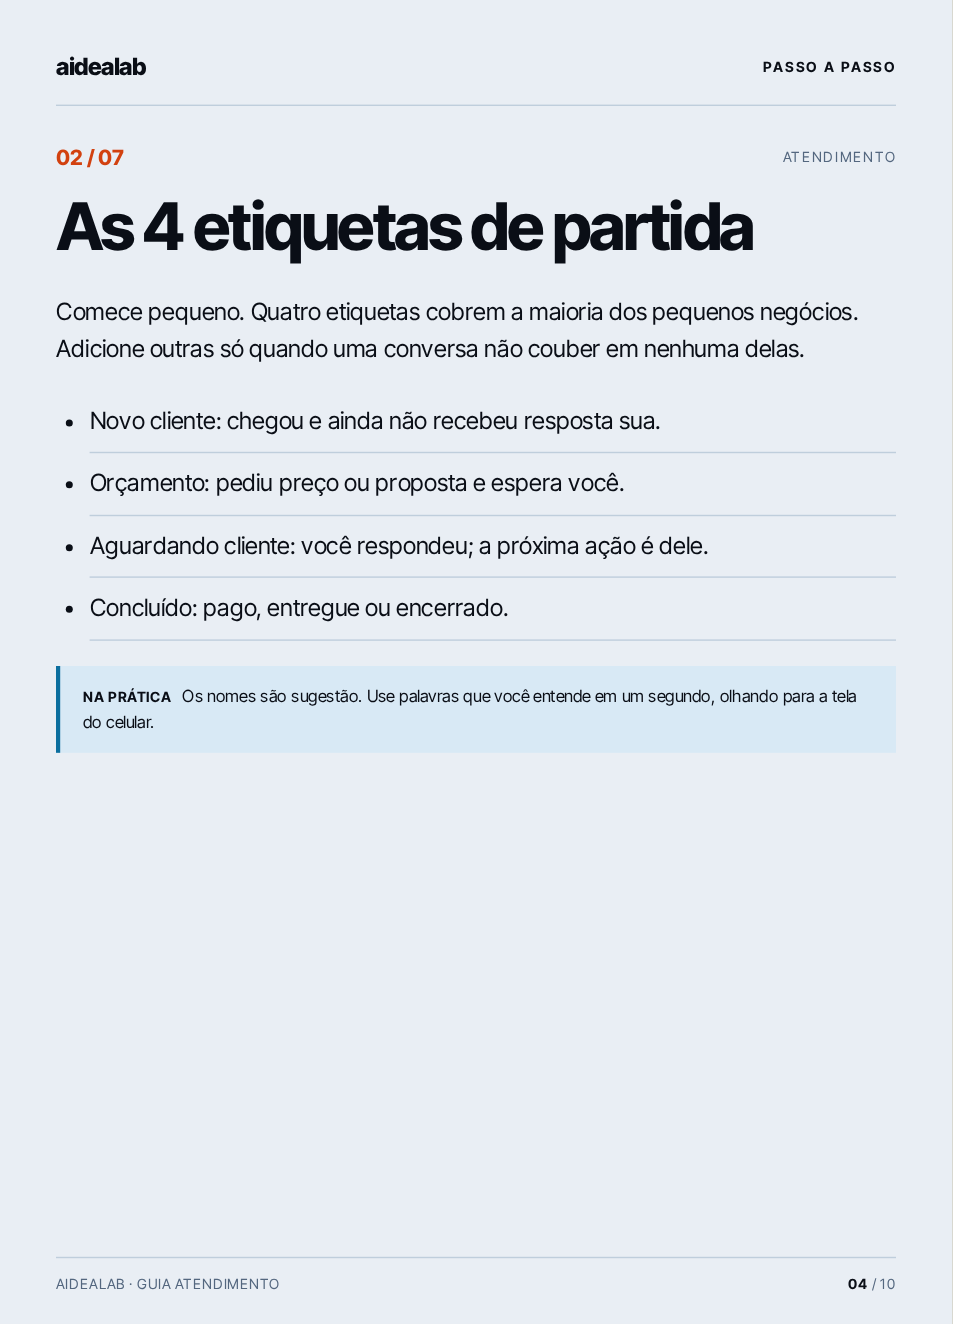 aidealab
PASSO A PASSO
02 / 07
ATENDIMENTO
As 4 etiquetas de partida
Comece pequeno. Quatro etiquetas cobrem a maioria dos pequenos negócios.
Adicione outras só quando uma conversa não couber em nenhuma delas.
• Novo cliente: chegou e ainda não recebeu resposta sua.
• Orçamento: pediu preço ou proposta e espera você.
• Aguardando cliente: você respondeu; a próxima ação é dele.
• Concluído: pago, entregue ou encerrado.
NA PRÁTICA Os nomes são sugestão. Use palavras que você entende em um segundo, olhando para a tela
do celular.
AIDEALAB · GUIA ATENDIMENTO
04 / 10